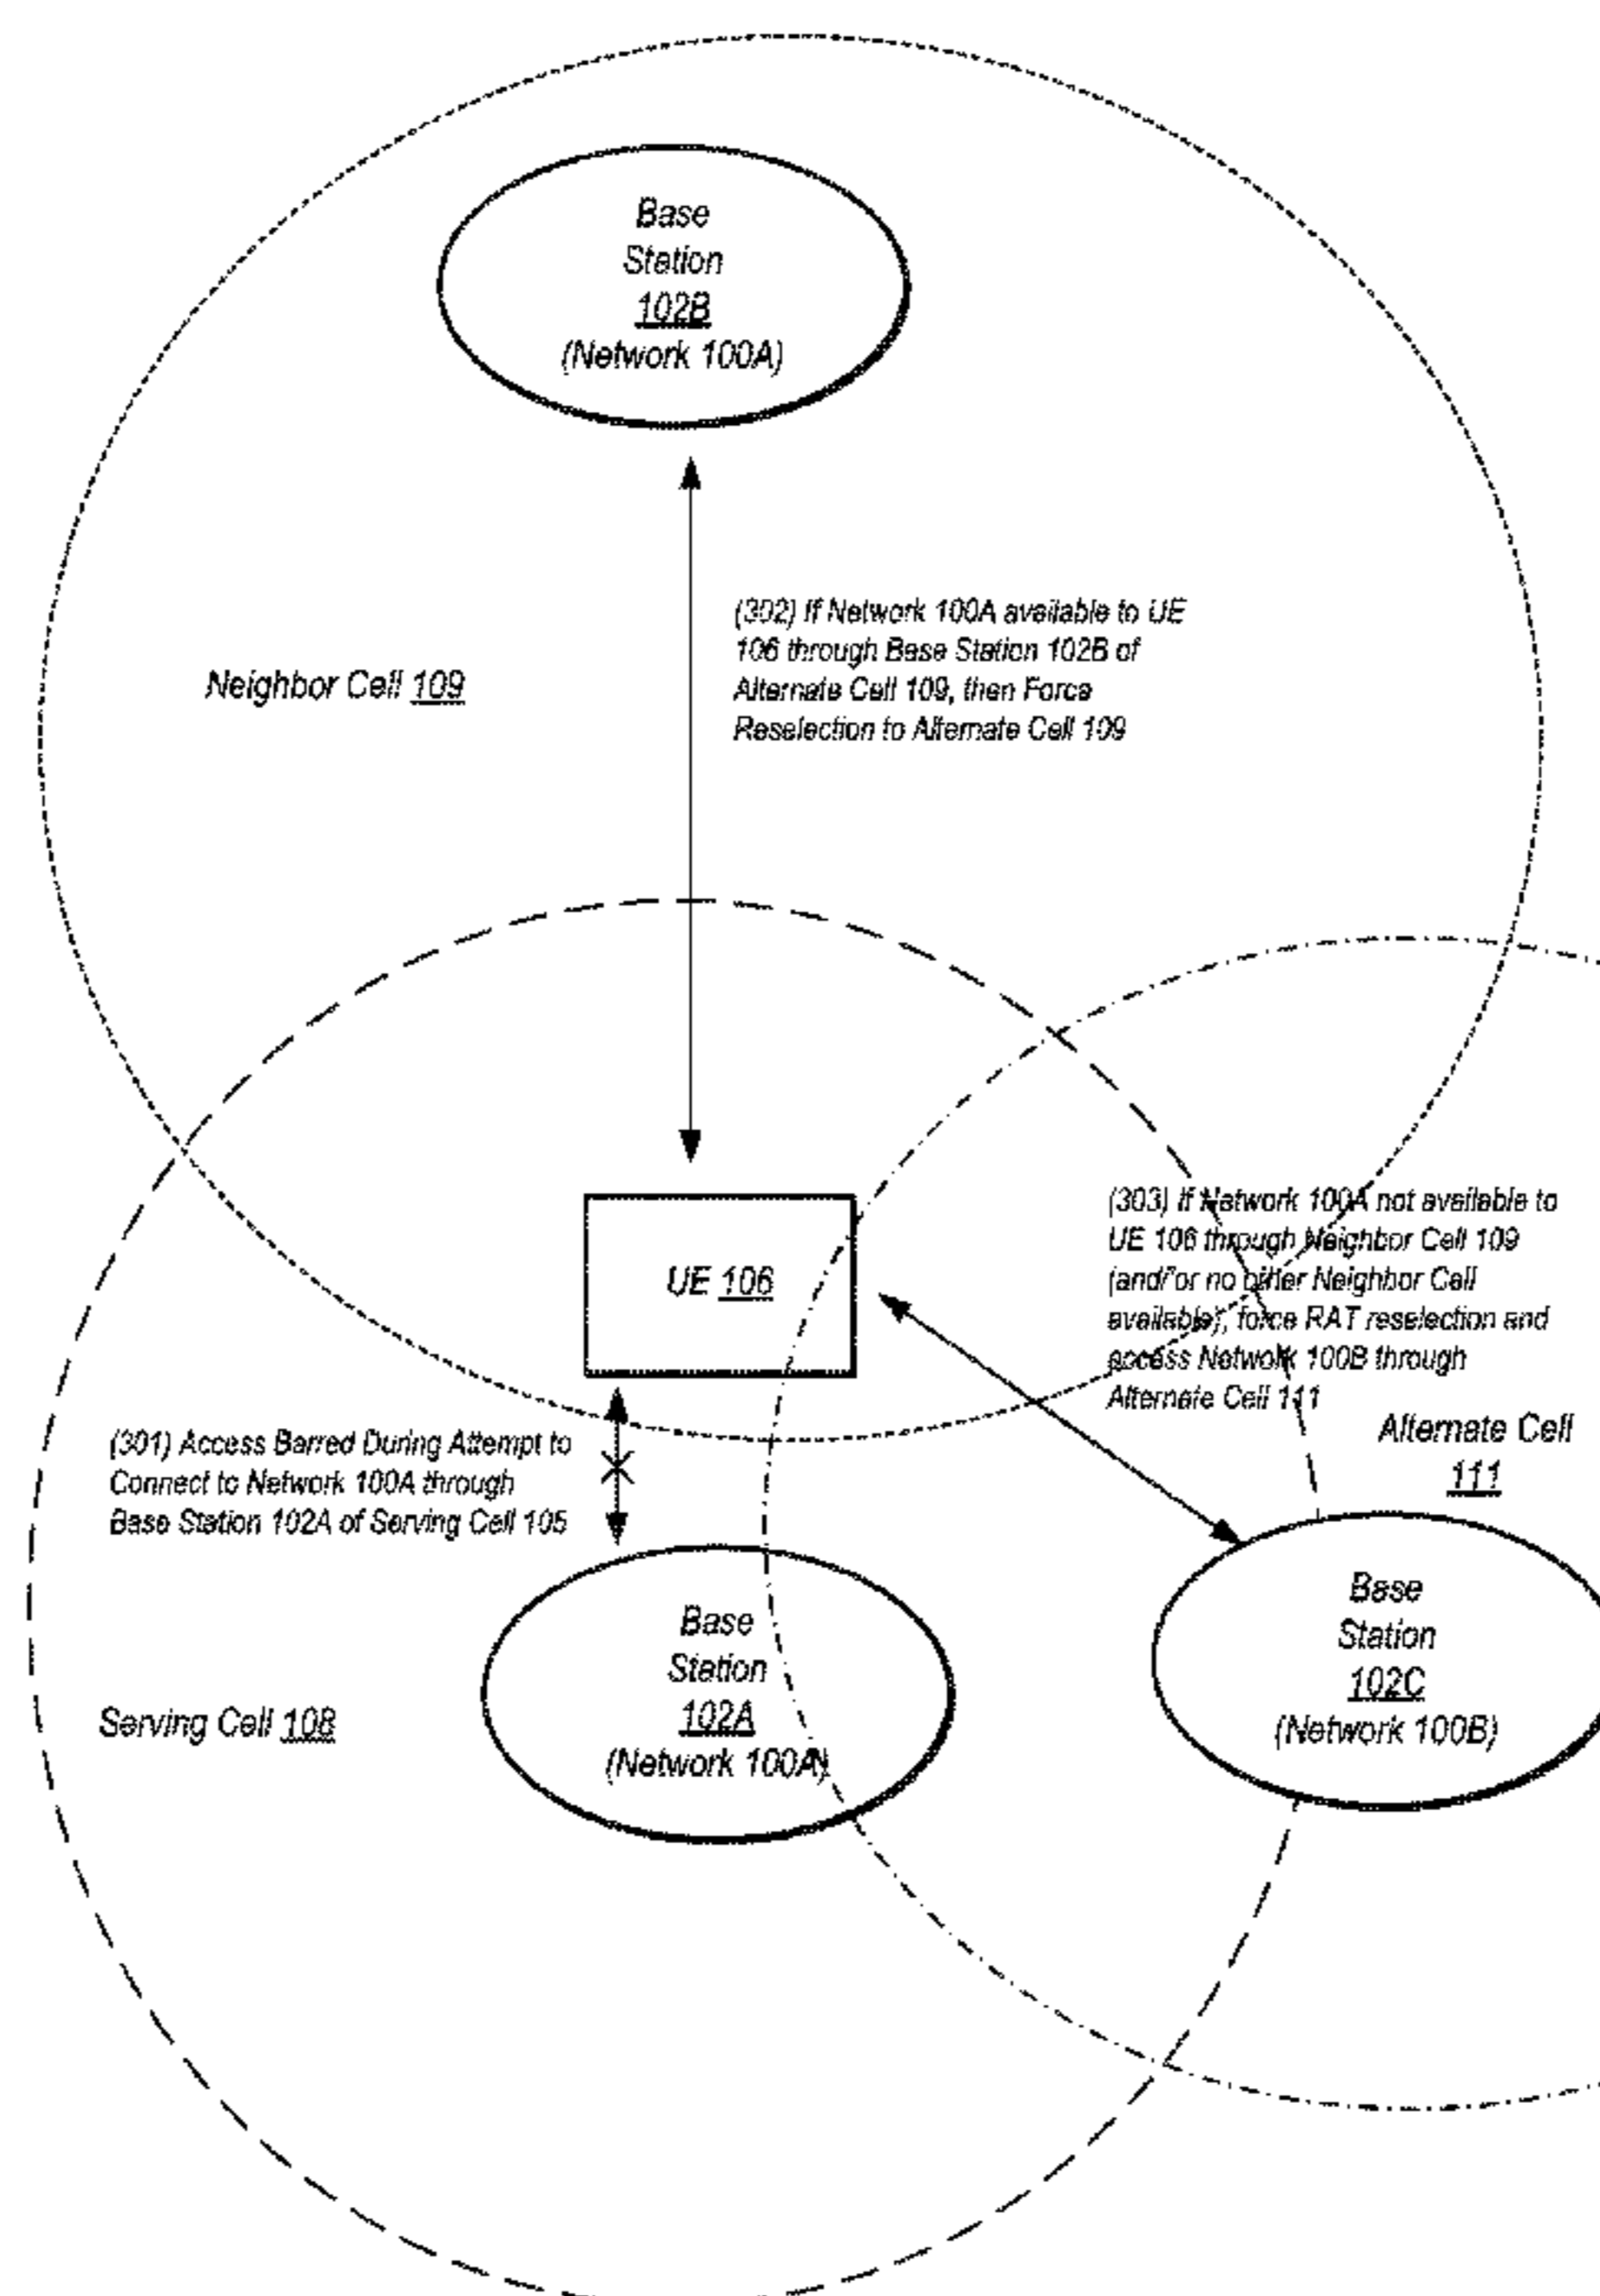 Base
Station
102B
(Network 100A)
(302) If Network 100A available to UE
106 through Base Station 102B of
Alternate Cell 109, then Force
Reselection to Alternate Cell 109
Neighbor Cell 109
UE 106
(303) If Network 100A not available to
UE 106 through Neighbor Cell 109
(and/or no other Neighbor Cell
available), force RAT reselection and
access Network 100B through
Alternate Cell 111
(301) Access Barred During Attempt to
Connect to Network 100A through
Base Station 102A of Serving Cell 105
Alternate Cell
111
Base
Station
102A
(Network 100A)
Base
Station
102C
(Network 100B)
Serving Cell 108